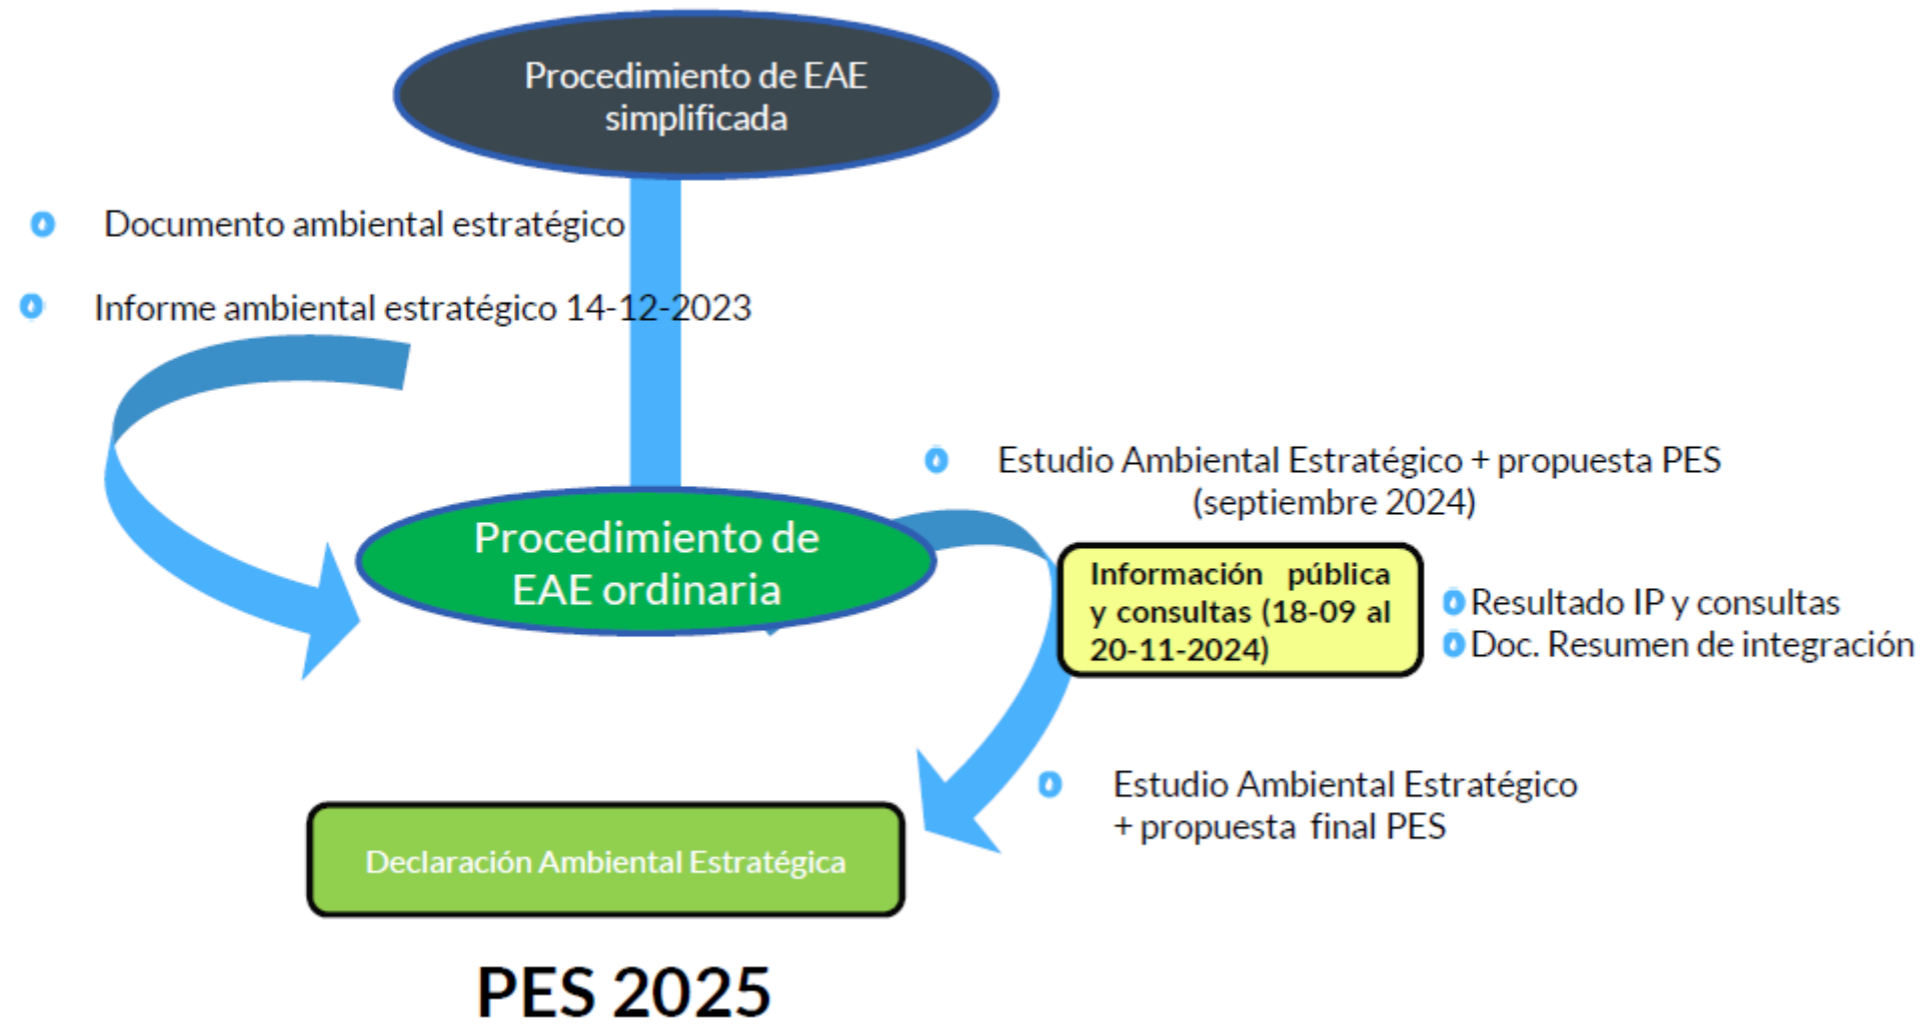 Procedimiento de EAE
simplificada
Documento ambiental estratégico
Informe ambiental estratégico 14-12-2023
Estudio Ambiental Estratégico + propuesta PES
(septiembre 2024)
Procedimiento de
EAE ordinaria
Información pública
y consultas (18-09 al
20-11-2024)
Resultado IP y consultas
Doc. Resumen de integración
Estudio Ambiental Estratégico
+ propuesta final PES
Declaración Ambiental Estratégica
PES 2025